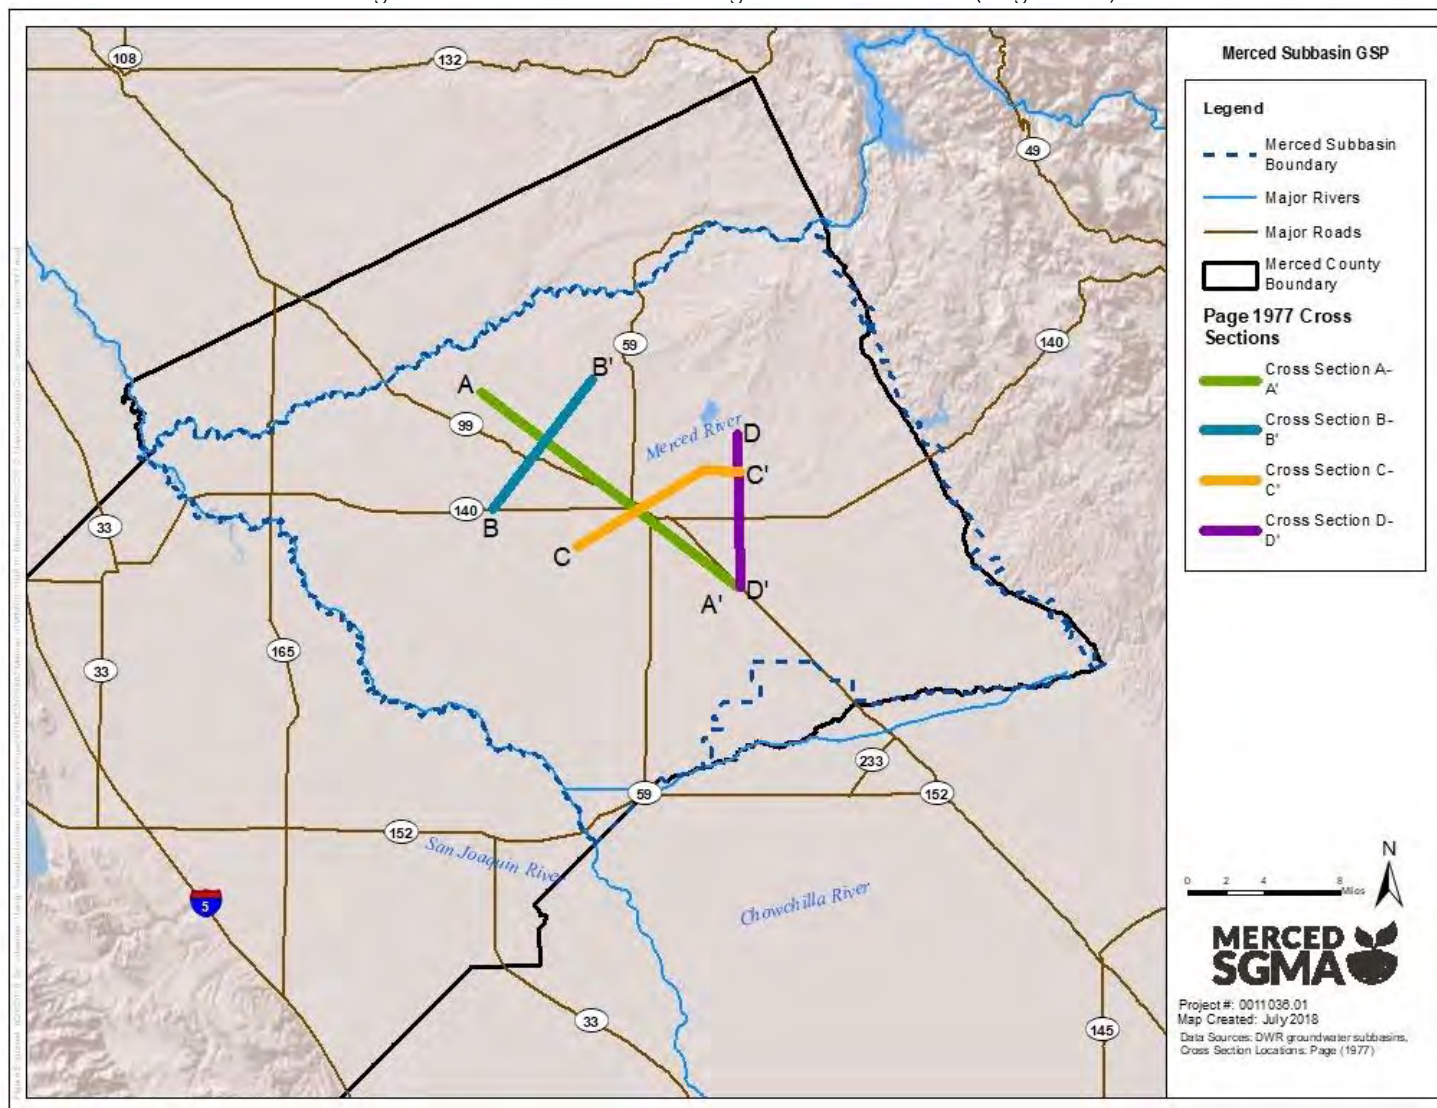 Merced Subbasin GSP
Legend
Merced Subbasin
Boundary
Major Rivers
Major Roads
Merced County
Boundary
Page 1977 Cross
Sections
Cross Section A-
A'
Cross Section B-
B'
Cross Section C-
C'
Cross Section D-
D'
108
132
49
59
140
A
B'
99
Merced River
D
C'
140
B
33
C
D'
A'
165
33
233
59
152
152
San Joaquin River
Chowchilla River
5
33
145
N
0 2 4 8
Miles
MERCED
SGMA
Project #: 0011036.01
Map Created: July 2018
Data Sources: DWR groundwater subbasins,
Cross Section Locations: Page (1977)